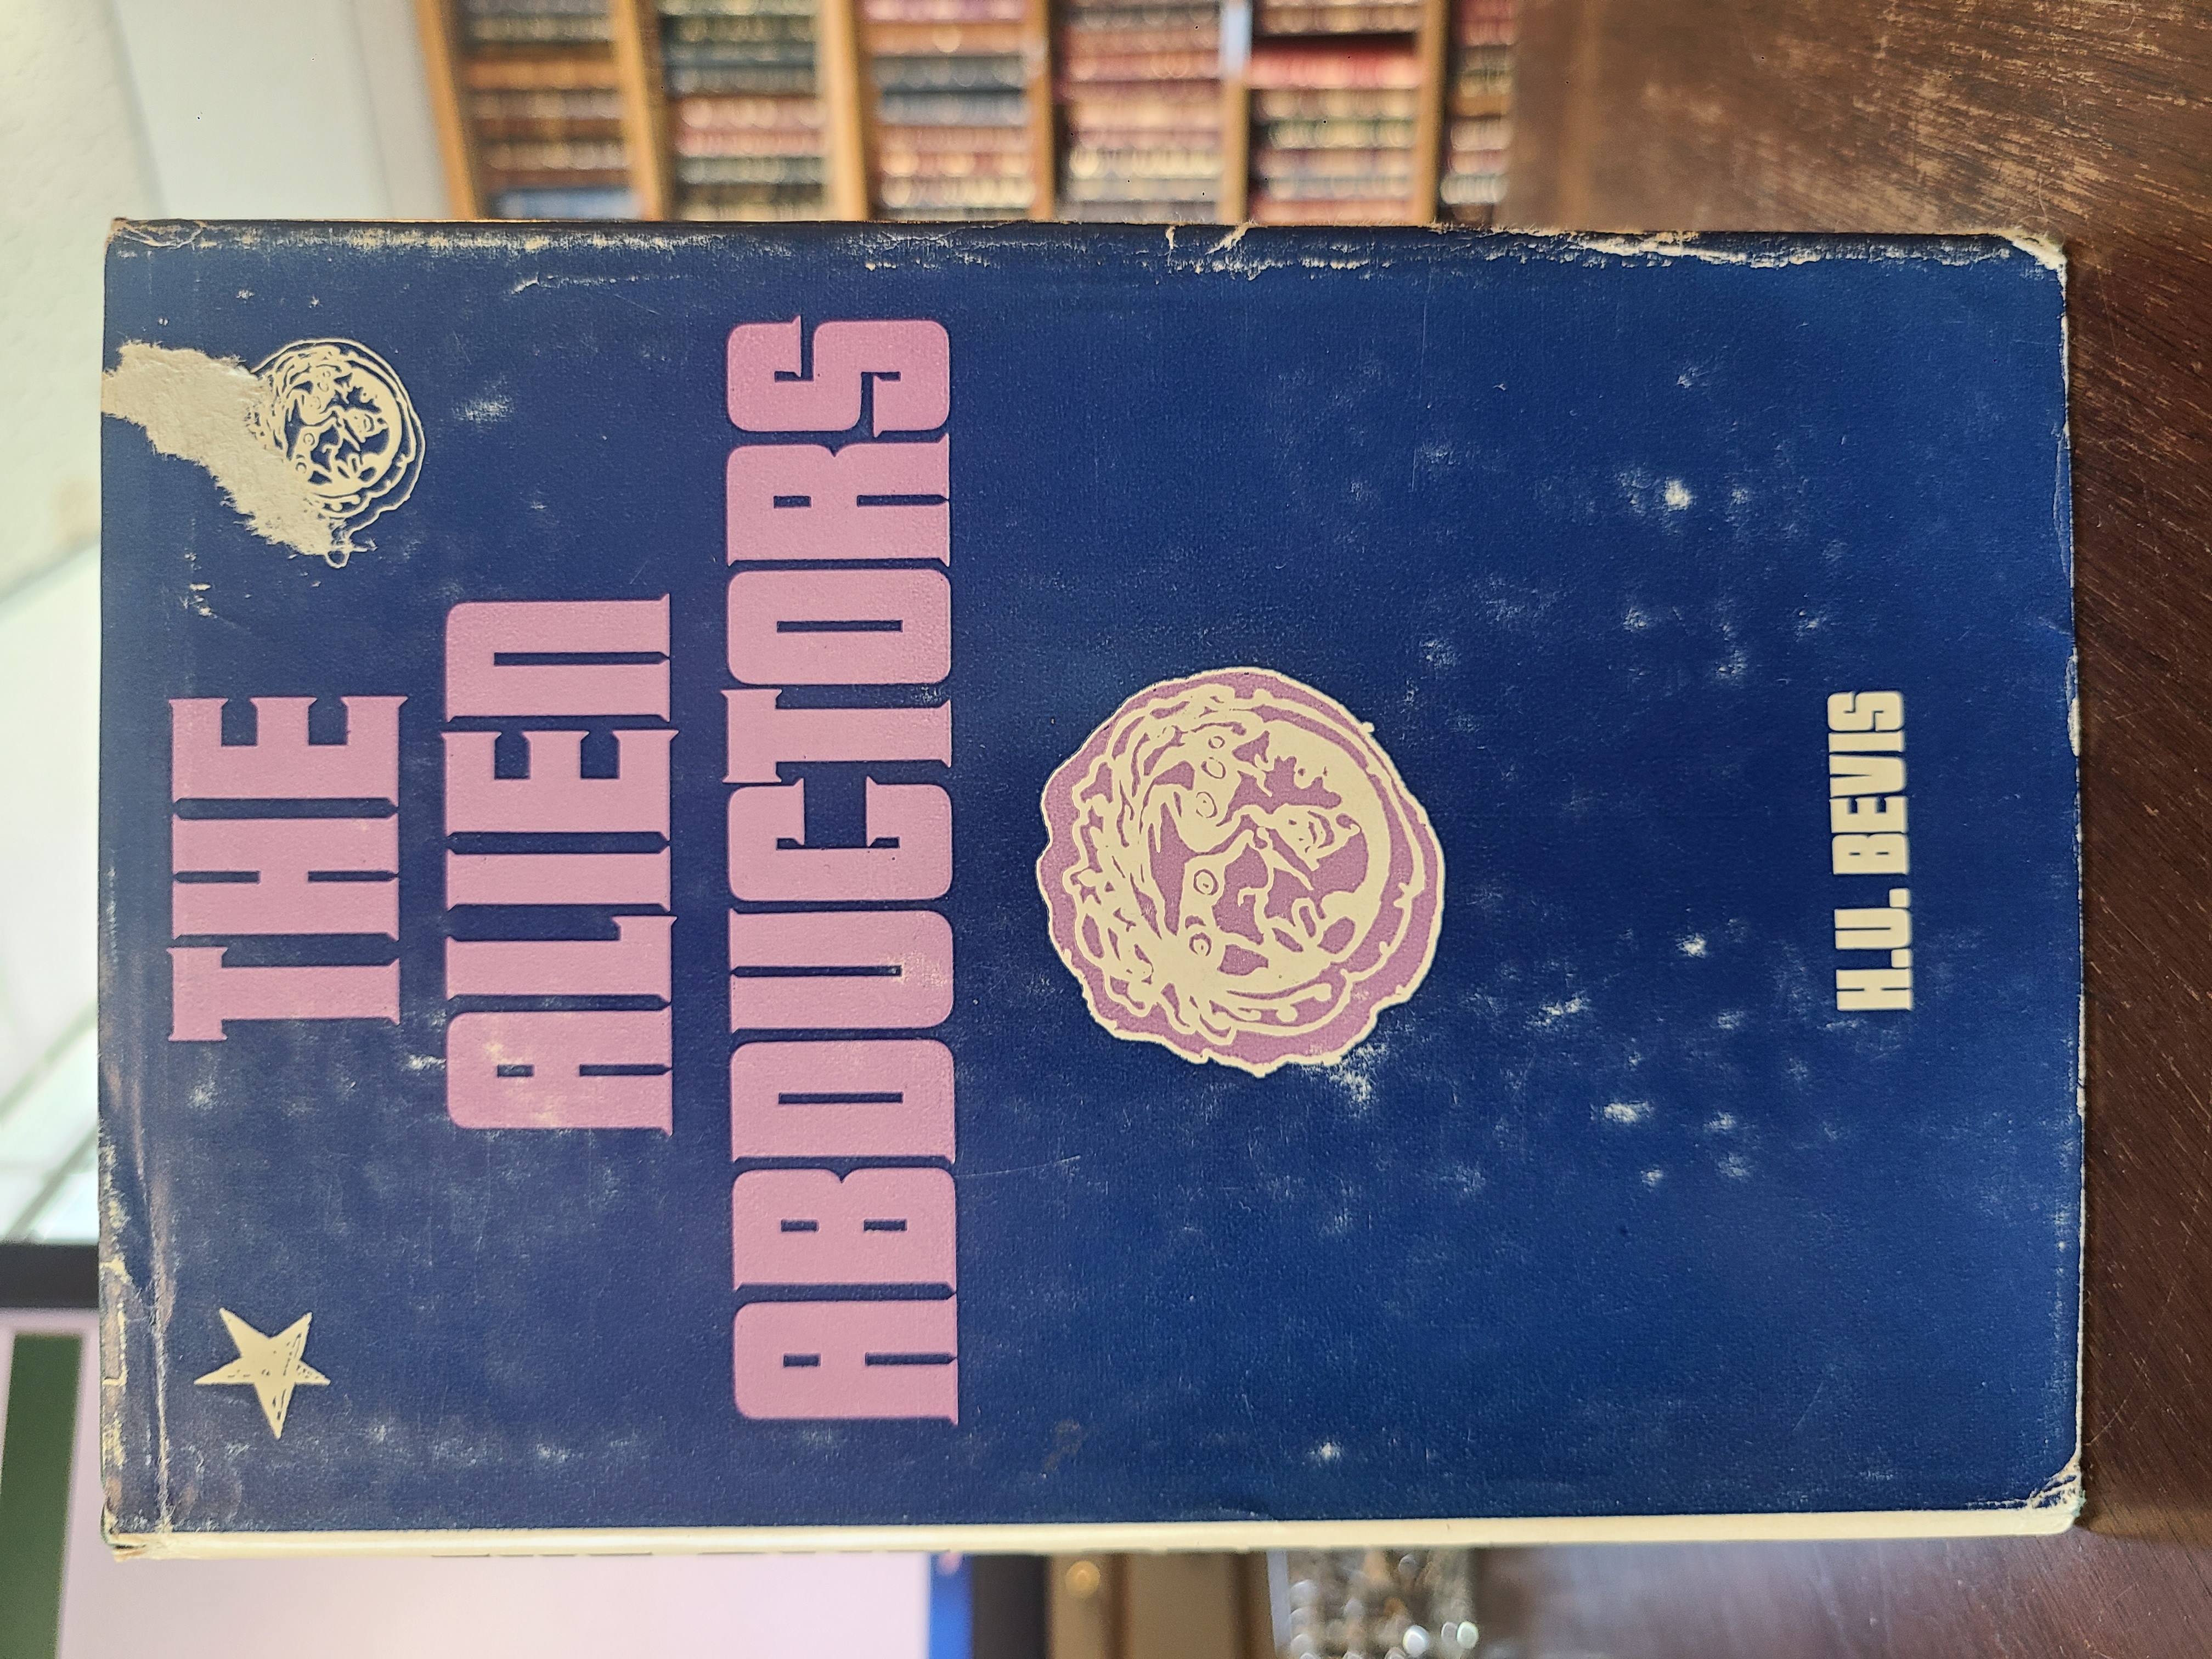 THE
ALIEN
ABDUCTORS
H.U. BEVIS